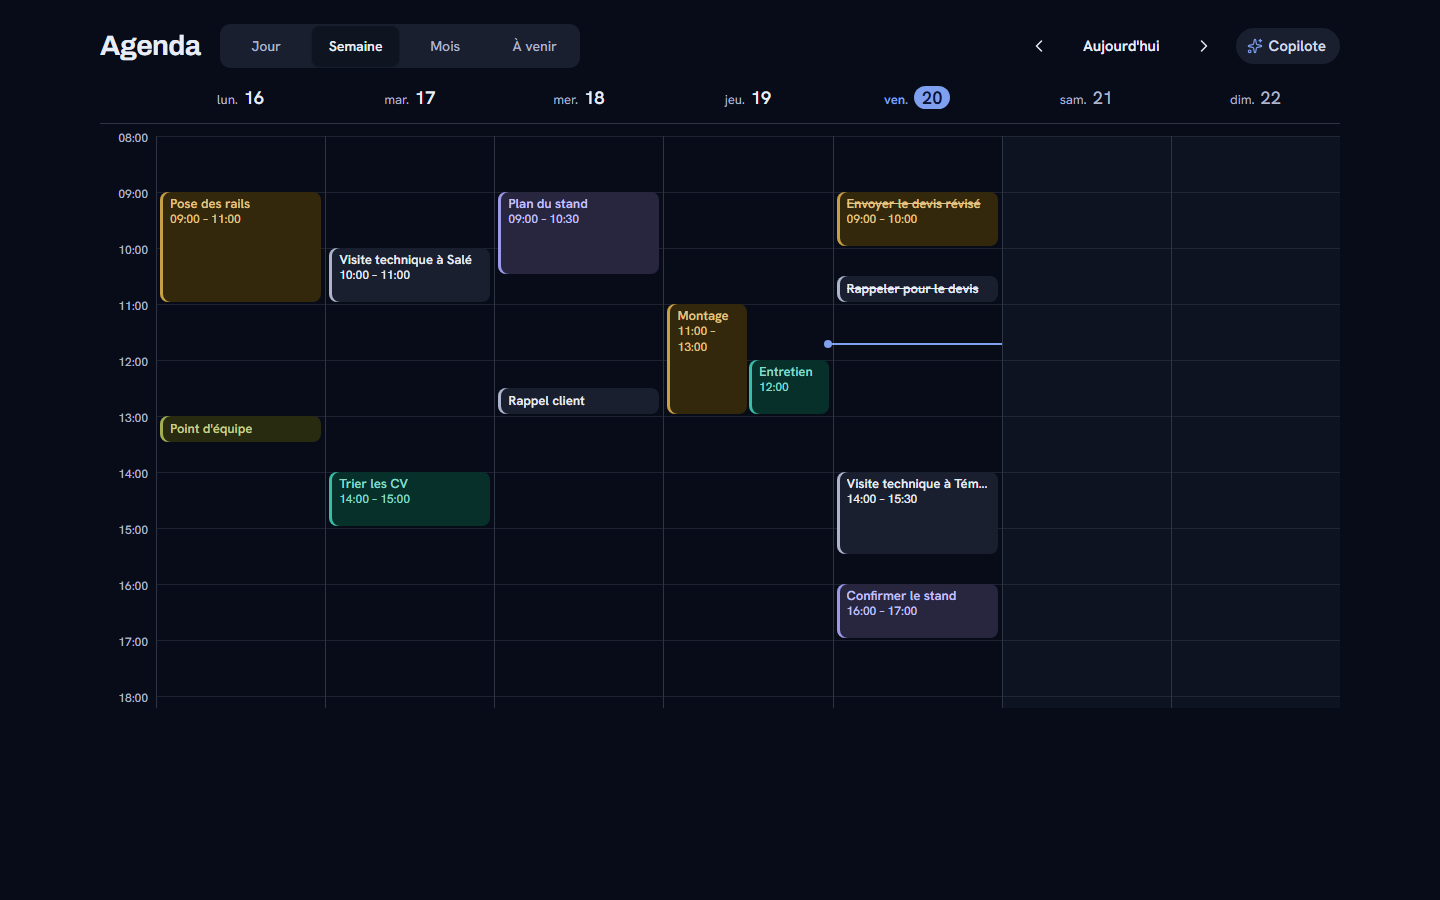 Agenda
Jour
Semaine
Mois
À venir
Aujourd'hui
Copilote
lun. 16
mar. 17
mer. 18
jeu. 19
ven. 20
sam. 21
dim. 22
08:00
09:00
10:00
11:00
12:00
13:00
14:00
15:00
16:00
17:00
18:00
Pose des rails
09:00 – 11:00
Point d'équipe
Visite technique à Salé
10:00 – 11:00
Trier les CV
14:00 – 15:00
Plan du stand
09:00 – 10:30
Rappel client
Montage
11:00 –
13:00
Entretien
12:00
Envoyer le devis révisé
09:00 – 10:00
Rappeler pour le devis
Visite technique à Tém...
14:00 – 15:30
Confirmer le stand
16:00 – 17:00